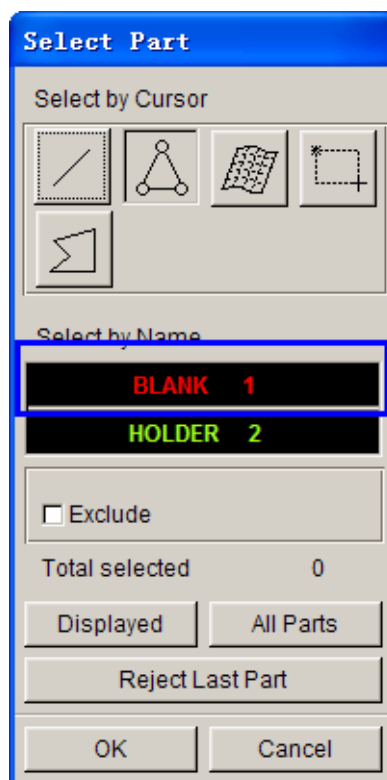 Select Part
Select by Cursor
Select by Name
BLANK 1
HOLDER 2
Exclude
Total selected 0
Displayed All Parts
Reject Last Part
OK Cancel